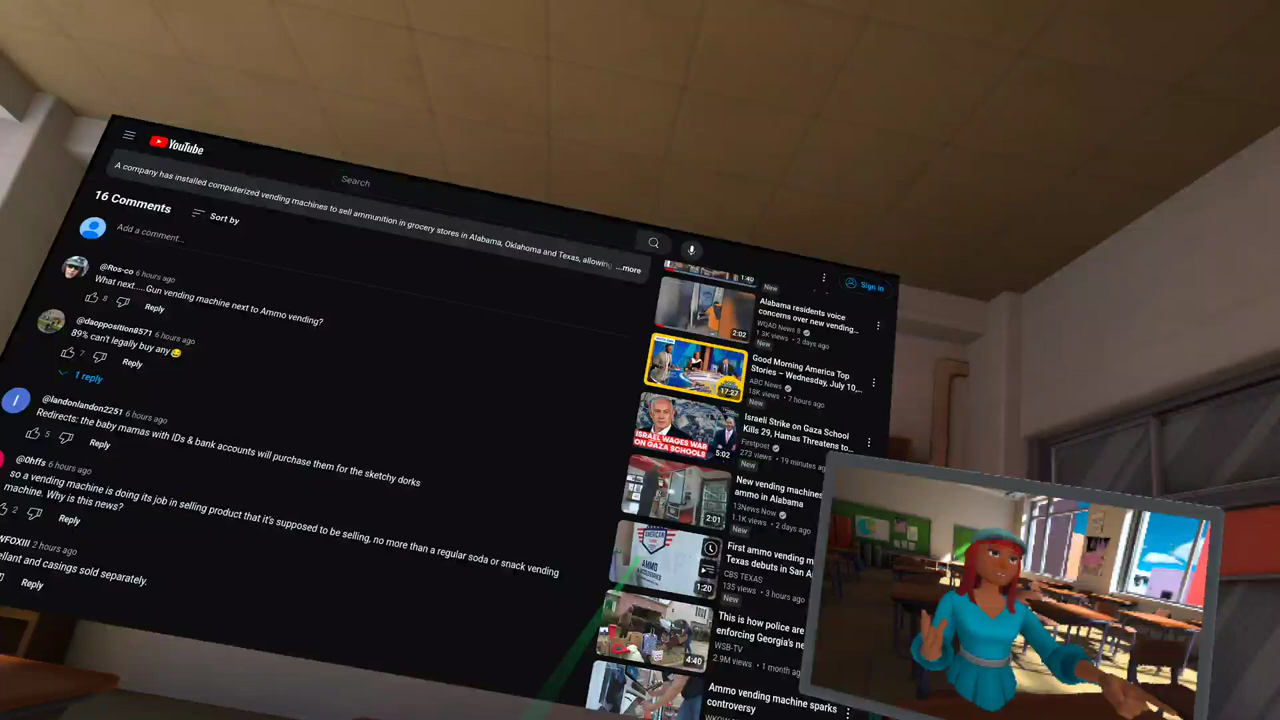 YouTube
Search
A company has installed computerized vending machines to sell ammunition in grocery stores in Alabama, Oklahoma and Texas, allowing ...more
16 Comments
Sort by
Add a comment...
@Ros-co 6 hours ago
What next.....Gun vending machine next to Ammo vending?
8 Reply
@daopposition8571 6 hours ago
89% can't legally buy any😂
7 Reply
1 reply
@landonlandon2251 6 hours ago
Redirects: the baby mamas with IDs & bank accounts will purchase them for the sketchy dorks
5 Reply
@0hffs 6 hours ago
so a vending machine is doing its job in selling product that it's supposed to be selling, no more than a regular soda or snack vending
machine. Why is this news?
2 Reply
WFOXIII 2 hours ago
ellant and casings sold separately.
Reply
Sign in
1:40
New
2:02
Alabama residents voice
concerns over new vending...
WQAD News 8
1.3K views • 2 days ago
New
17:27
Good Morning America Top
Stories – Wednesday, July 10,...
ABC News
18K views • 7 hours ago
New
ISRAEL WAGES WAR
ON GAZA SCHOOLS
5:02
Israeli Strike on Gaza School
Kills 29, Hamas Threatens to...
Firstpost
273 views • 19 minutes ag
New
2:01
New vending machines
ammo in Alabama
13News Now
1.1K views • 2 days ago
New
AMERICAN
AMMO
1:20
First ammo vending m
Texas debuts in San A
CBS TEXAS
135 views • 3 hours ago
New
4:40
This is how police are
enforcing Georgia's ne
WSB-TV
2.9M views • 1 month ago
Ammo vending machine sparks
controversy